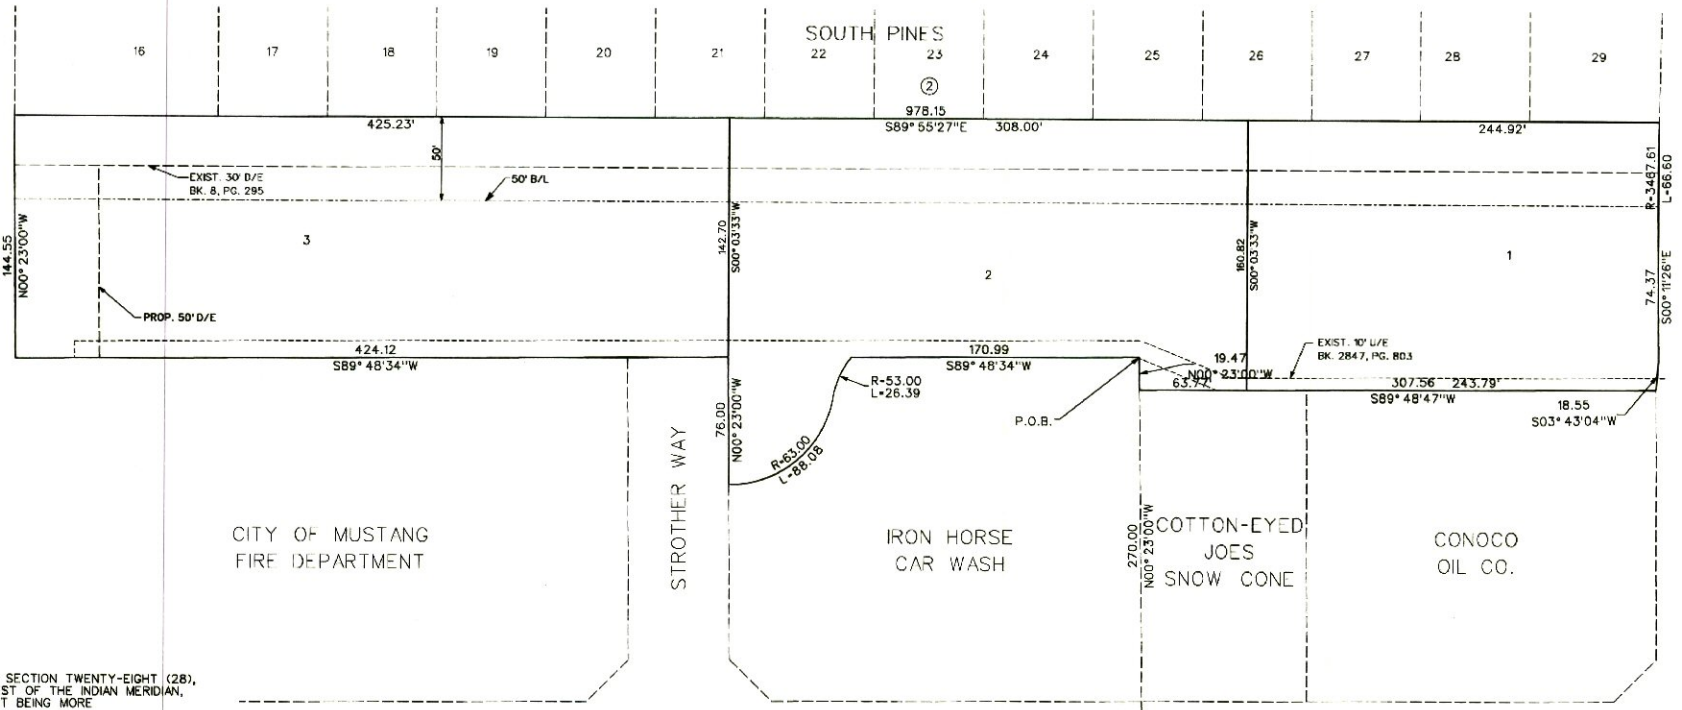 SOUTH PINES
16 17 18 19 20 21 22 23 24 25 26 27 28 29
2
978.15
425.23' S89° 55'27"E 308.00' 244.92'
50'
EXIST. 30' D/E
BK. 8, PG. 295
50' B/L
R=3467.61
L=66.60
144.55
N00° 23'00"W
3
142.70
S00° 03'33"W
2
160.82
S00° 03'33"W
1
74.37
S00° 11'26"E
PROP. 50' D/E
424.12
S89° 48'34"W
170.99
S89° 48'34"W
19.47
N00° 23'00"W
63.77'
EXIST. 10' U/E
BK. 2847, PG. 803
307.56 243.79'
S89° 48'47"W
18.55
S03° 43'04"W
R=53.00
L=26.39
P.O.B.
76.00
N00° 23'00"W
R=63.00
L=88.08
STROTHER WAY
CITY OF MUSTANG
FIRE DEPARTMENT
IRON HORSE
CAR WASH
270.00
N00° 23'00"W
COTTON-EYED
JOES
SNOW CONE
CONOCO
OIL CO.
SECTION TWENTY-EIGHT (28),
ST OF THE INDIAN MERIDIAN,
T BEING MORE